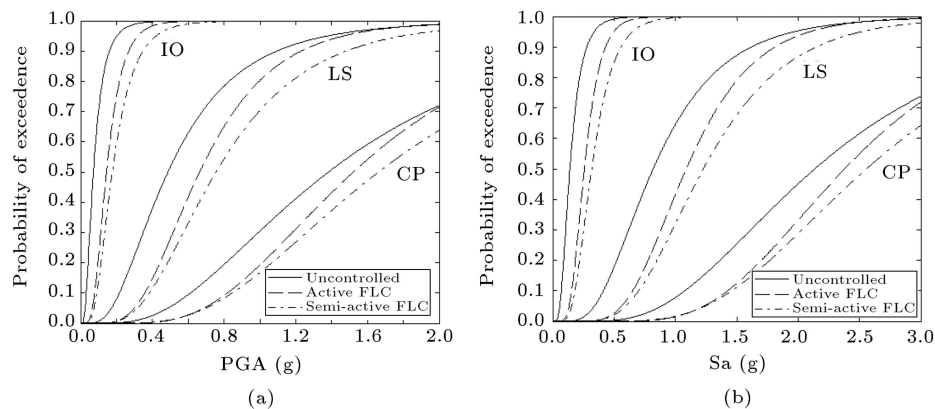 Probability of exceedence
1.0
0.9
0.8
0.7
0.6
0.5
0.4
0.3
0.2
0.1
0.0
IO
LS
CP
Uncontrolled
Active FLC
Semi-active FLC
0.0 0.4 0.8 1.2 1.6 2.0
PGA (g)
(a)
Probability of exceedence
1.0
0.9
0.8
0.7
0.6
0.5
0.4
0.3
0.2
0.1
0.0
IO
LS
CP
Uncontrolled
Active FLC
Semi-active FLC
0.0 0.5 1.0 1.5 2.0 2.5 3.0
Sa (g)
(b)